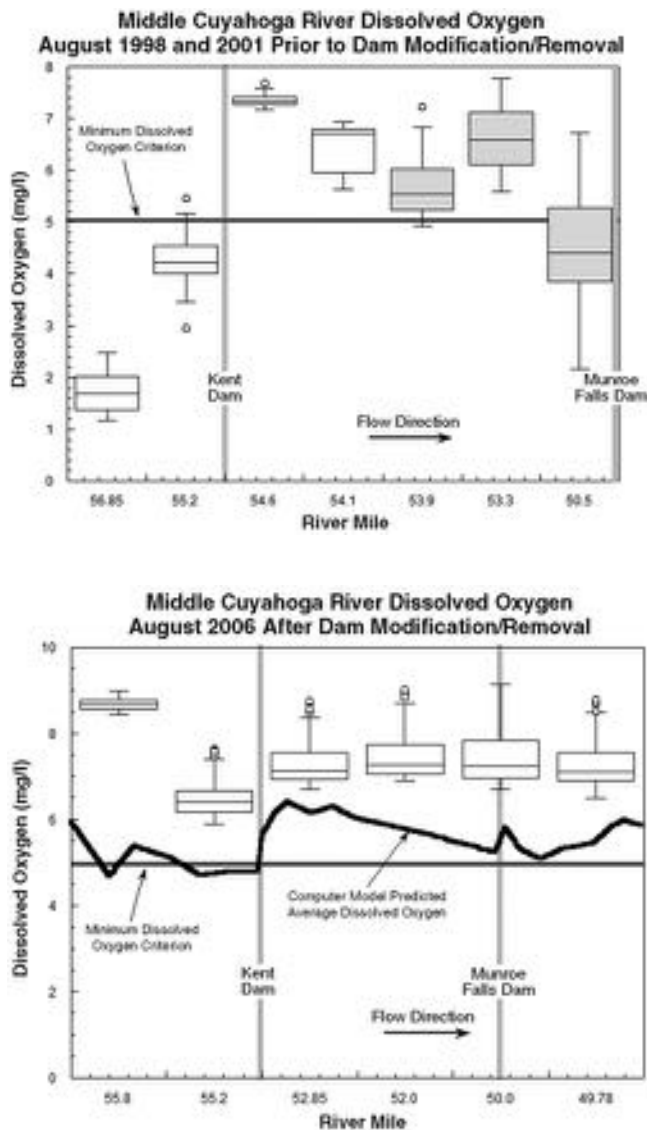 Middle Cuyahoga River Dissolved Oxygen
August 1998 and 2001 Prior to Dam Modification/Removal
8
7
6
5
4
3
2
1
0
Dissolved Oxygen (mg/l)
Minimum Dissolved
Oxygen Criterion
Kent
Dam
Munroe
Falls Dam
Flow Direction
56.85 55.2 54.6 54.1 53.9 53.3 50.5
River Mile
Middle Cuyahoga River Dissolved Oxygen
August 2006 After Dam Modification/Removal
10
8
6
4
2
0
Dissolved Oxygen (mg/l)
Minimum Dissolved
Oxygen Criterion
Computer Model Predicted
Average Dissolved Oxygen
Kent
Dam
Munroe
Falls Dam
Flow Direction
55.8 55.2 52.85 52.0 50.0 49.78
River Mile